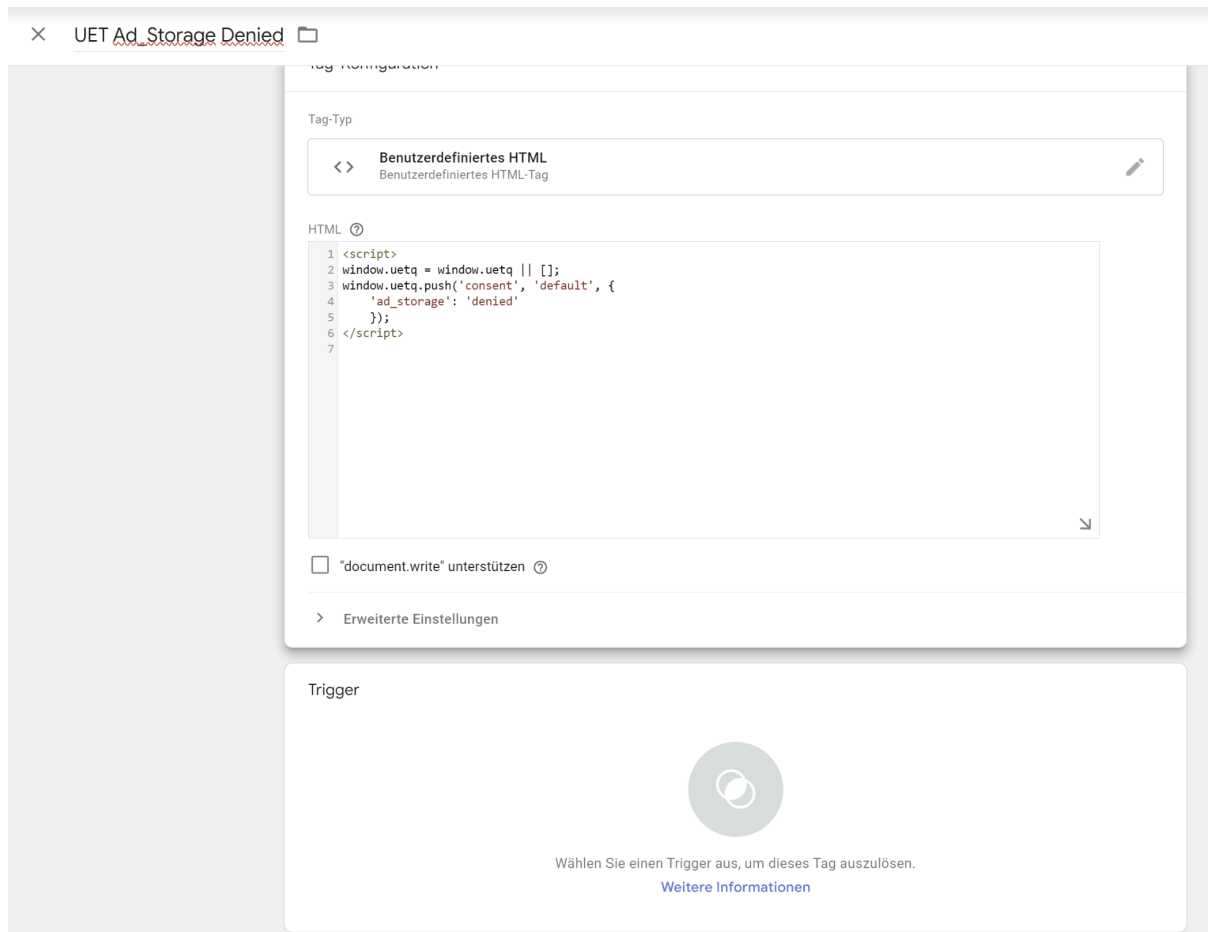 UET Ad_Storage Denied
Tag-Konfiguration
Tag-Typ
Benutzerdefiniertes HTML
Benutzerdefiniertes HTML-Tag
HTML
1 <script>
2 window.uetq = window.uetq || [];
3 window.uetq.push('consent', 'default', {
4     'ad_storage': 'denied'
5     });
6 </script>
7
"document.write" unterstützen
Erweiterte Einstellungen
Trigger
Wählen Sie einen Trigger aus, um dieses Tag auszulösen.
Weitere Informationen